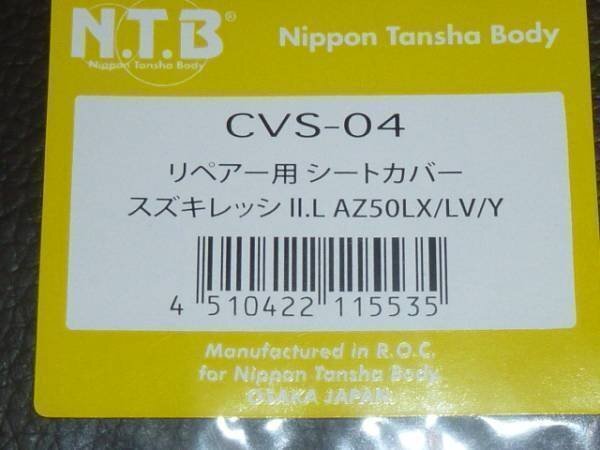 N.T.B®
Nippon Tansha Body
Nippon Tansha Body
CVS-04
リペアー用 シートカバー
スズキレッシ II.L AZ50LX/LV/Y
4 510422 115535
Manufactured in R.O.C.
for Nippon Tansha Body
OSAKA JAPAN.